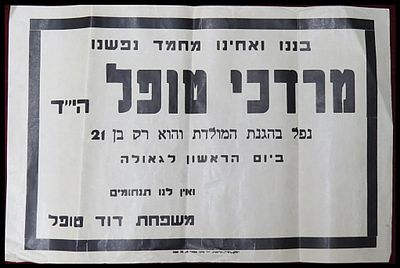 בננו ואחינו מחמד נפשנו
מרדכי טופל הי״ד
נפל בהגנת המולדת והוא רק בן 21
ביום הראשון לגאולה
ואין לנו תנחומים
משפחת דוד טופל